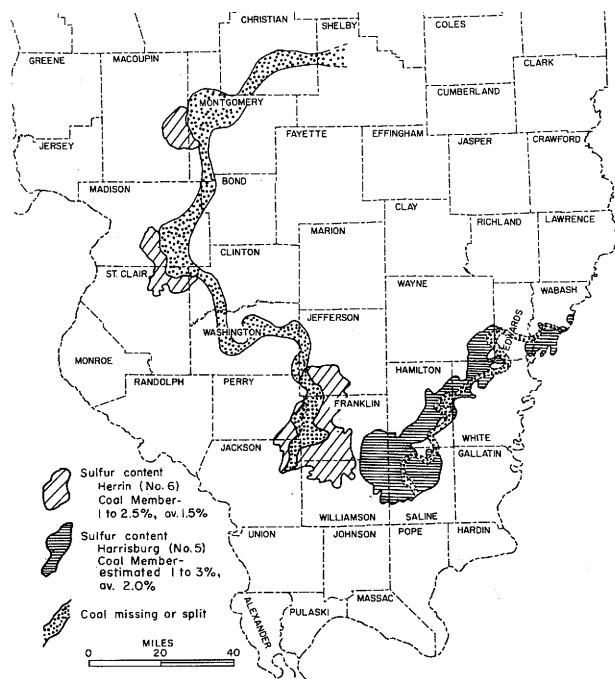 CHRISTIAN
SHELBY
COLES
GREENE
MACOUPIN
CLARK
MONTGOMERY
CUMBERLAND
FAYETTE
EFFINGHAM
JASPER
CRAWFORD
JERSEY
MADISON
BOND
CLAY
RICHLAND
LAWRENCE
MARION
CLINTON
ST. CLAIR
WAYNE
WABASH
JEFFERSON
WASHINGTON
EDWARDS
MONROE
HAMILTON
RANDOLPH
PERRY
FRANKLIN
JACKSON
WHITE
GALLATIN
WILLIAMSON
SALINE
UNION
JOHNSON
POPE
HARDIN
MASSAC
ALEXANDER
PULASKI
Sulfur content
Herrin (No. 6)
Coal Member-
1 to 2.5%, av. 1.5%
Sulfur content
Harrisburg (No. 5)
Coal Member-
estimated 1 to 3%,
av. 2.0%
Coal missing or split
MILES
0 20 40